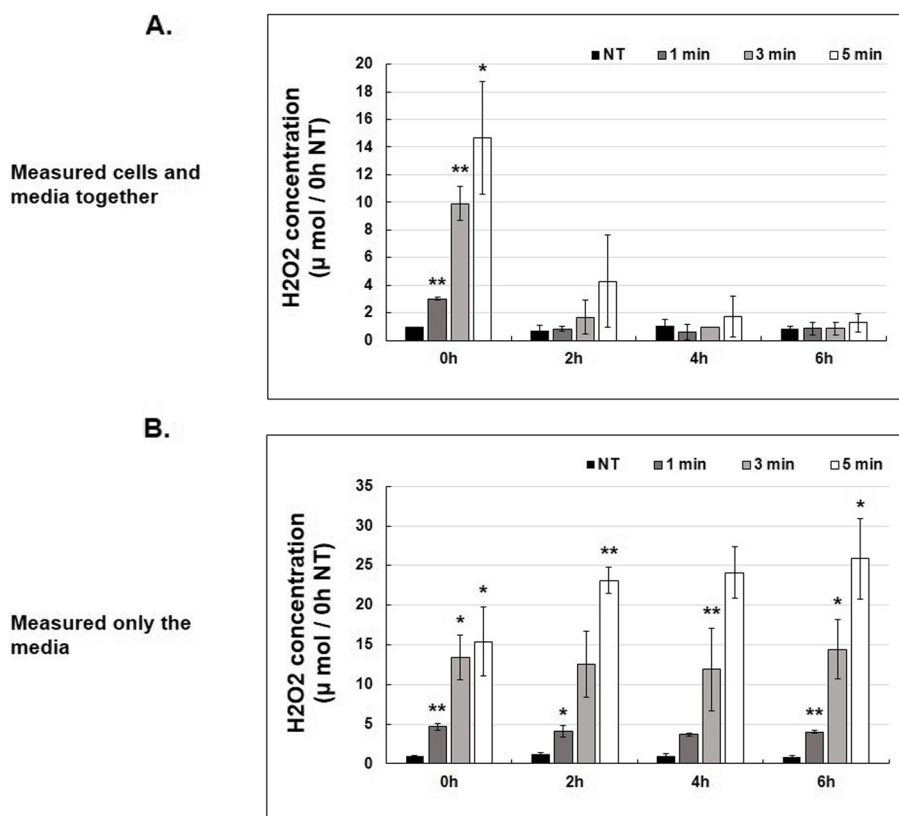 A.
Measured cells and
media together
H2O2 concentration
(µ mol / 0h NT)
NT 1 min 3 min 5 min
20
18
16
14
12
10
8
6
4
2
0
** ** *
0h 2h 4h 6h
B.
Measured only the
media
H2O2 concentration
(µ mol / 0h NT)
NT 1 min 3 min 5 min
35
30
25
20
15
10
5
0
** * * * ** ** ** * *
0h 2h 4h 6h